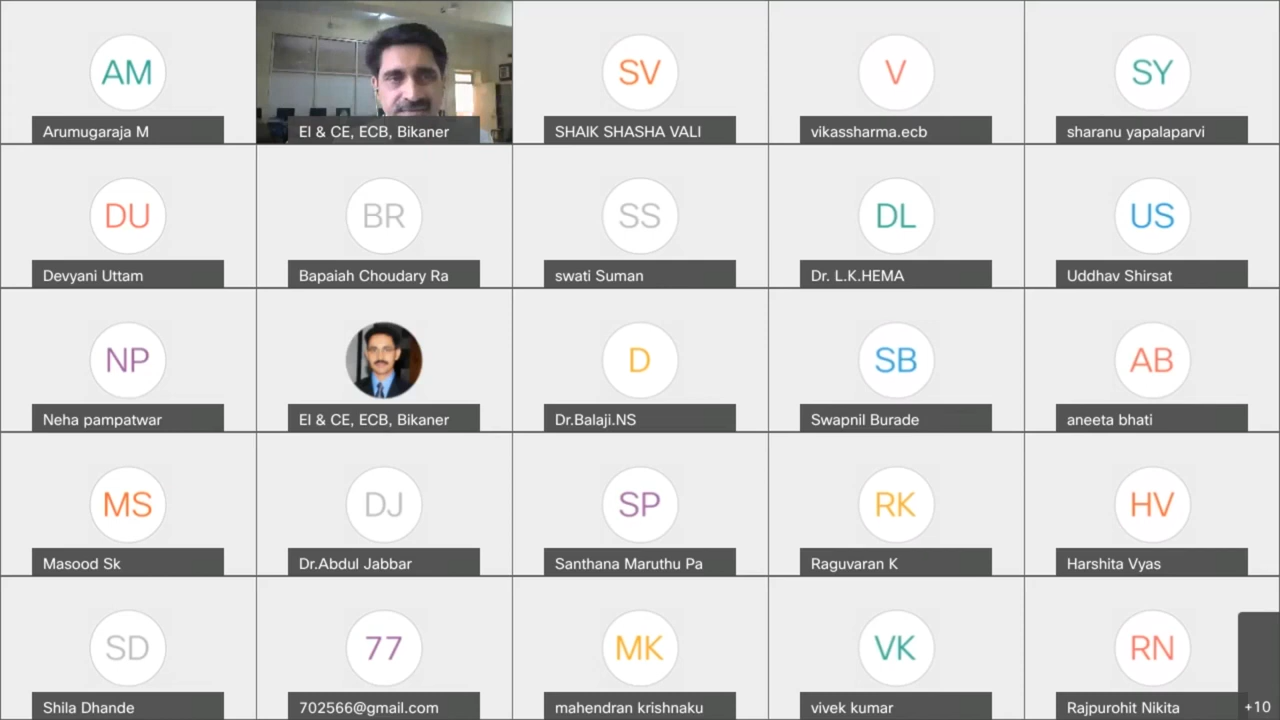 AM
Arumugaraja M
EI & CE, ECB, Bikaner
SV
SHAIK SHASHA VALI
V
vikassharma.ecb
SY
sharanu yapalaparvi
DU
Devyani Uttam
BR
Bapaiah Choudary Ra
SS
swati Suman
DL
Dr. L.K.HEMA
US
Uddhav Shirsat
NP
Neha pampatwar
EI & CE, ECB, Bikaner
D
Dr.Balaji.NS
SB
Swapnil Burade
AB
aneeta bhati
MS
Masood Sk
DJ
Dr.Abdul Jabbar
SP
Santhana Maruthu Pa
RK
Raguvaran K
HV
Harshita Vyas
SD
Shila Dhande
77
702566@gmail.com
MK
mahendran krishnaku
VK
vivek kumar
RN
Rajpurohit Nikita
+10